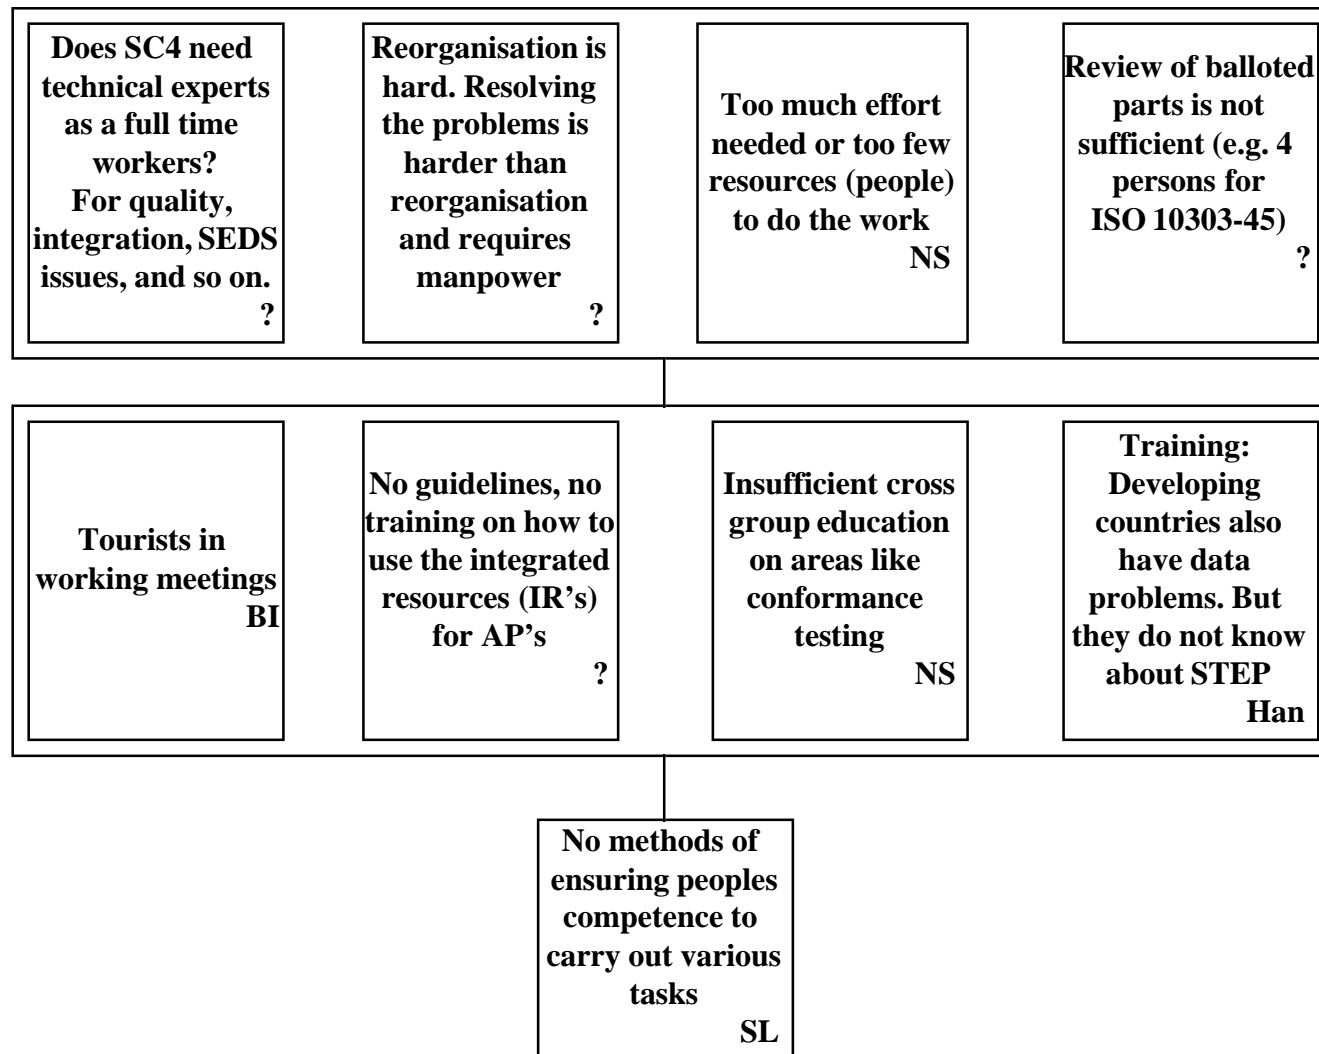 Does SC4 need
technical experts
as a full time
workers?
For quality,
integration, SEDS
issues, and so on.
?
Reorganisation is
hard. Resolving
the problems is
harder than
reorganisation
and requires
manpower
?
Too much effort
needed or too few
resources (people)
to do the work
NS
Review of balloted
parts is not
sufficient (e.g. 4
persons for
ISO 10303-45)
?
Tourists in
working meetings
BI
No guidelines, no
training on how to
use the integrated
resources (IR’s)
for AP’s
?
Insufficient cross
group education
on areas like
conformance
testing
NS
Training:
Developing
countries also
have data
problems. But
they do not know
about STEP
Han
No methods of
ensuring peoples
competence to
carry out various
tasks
SL